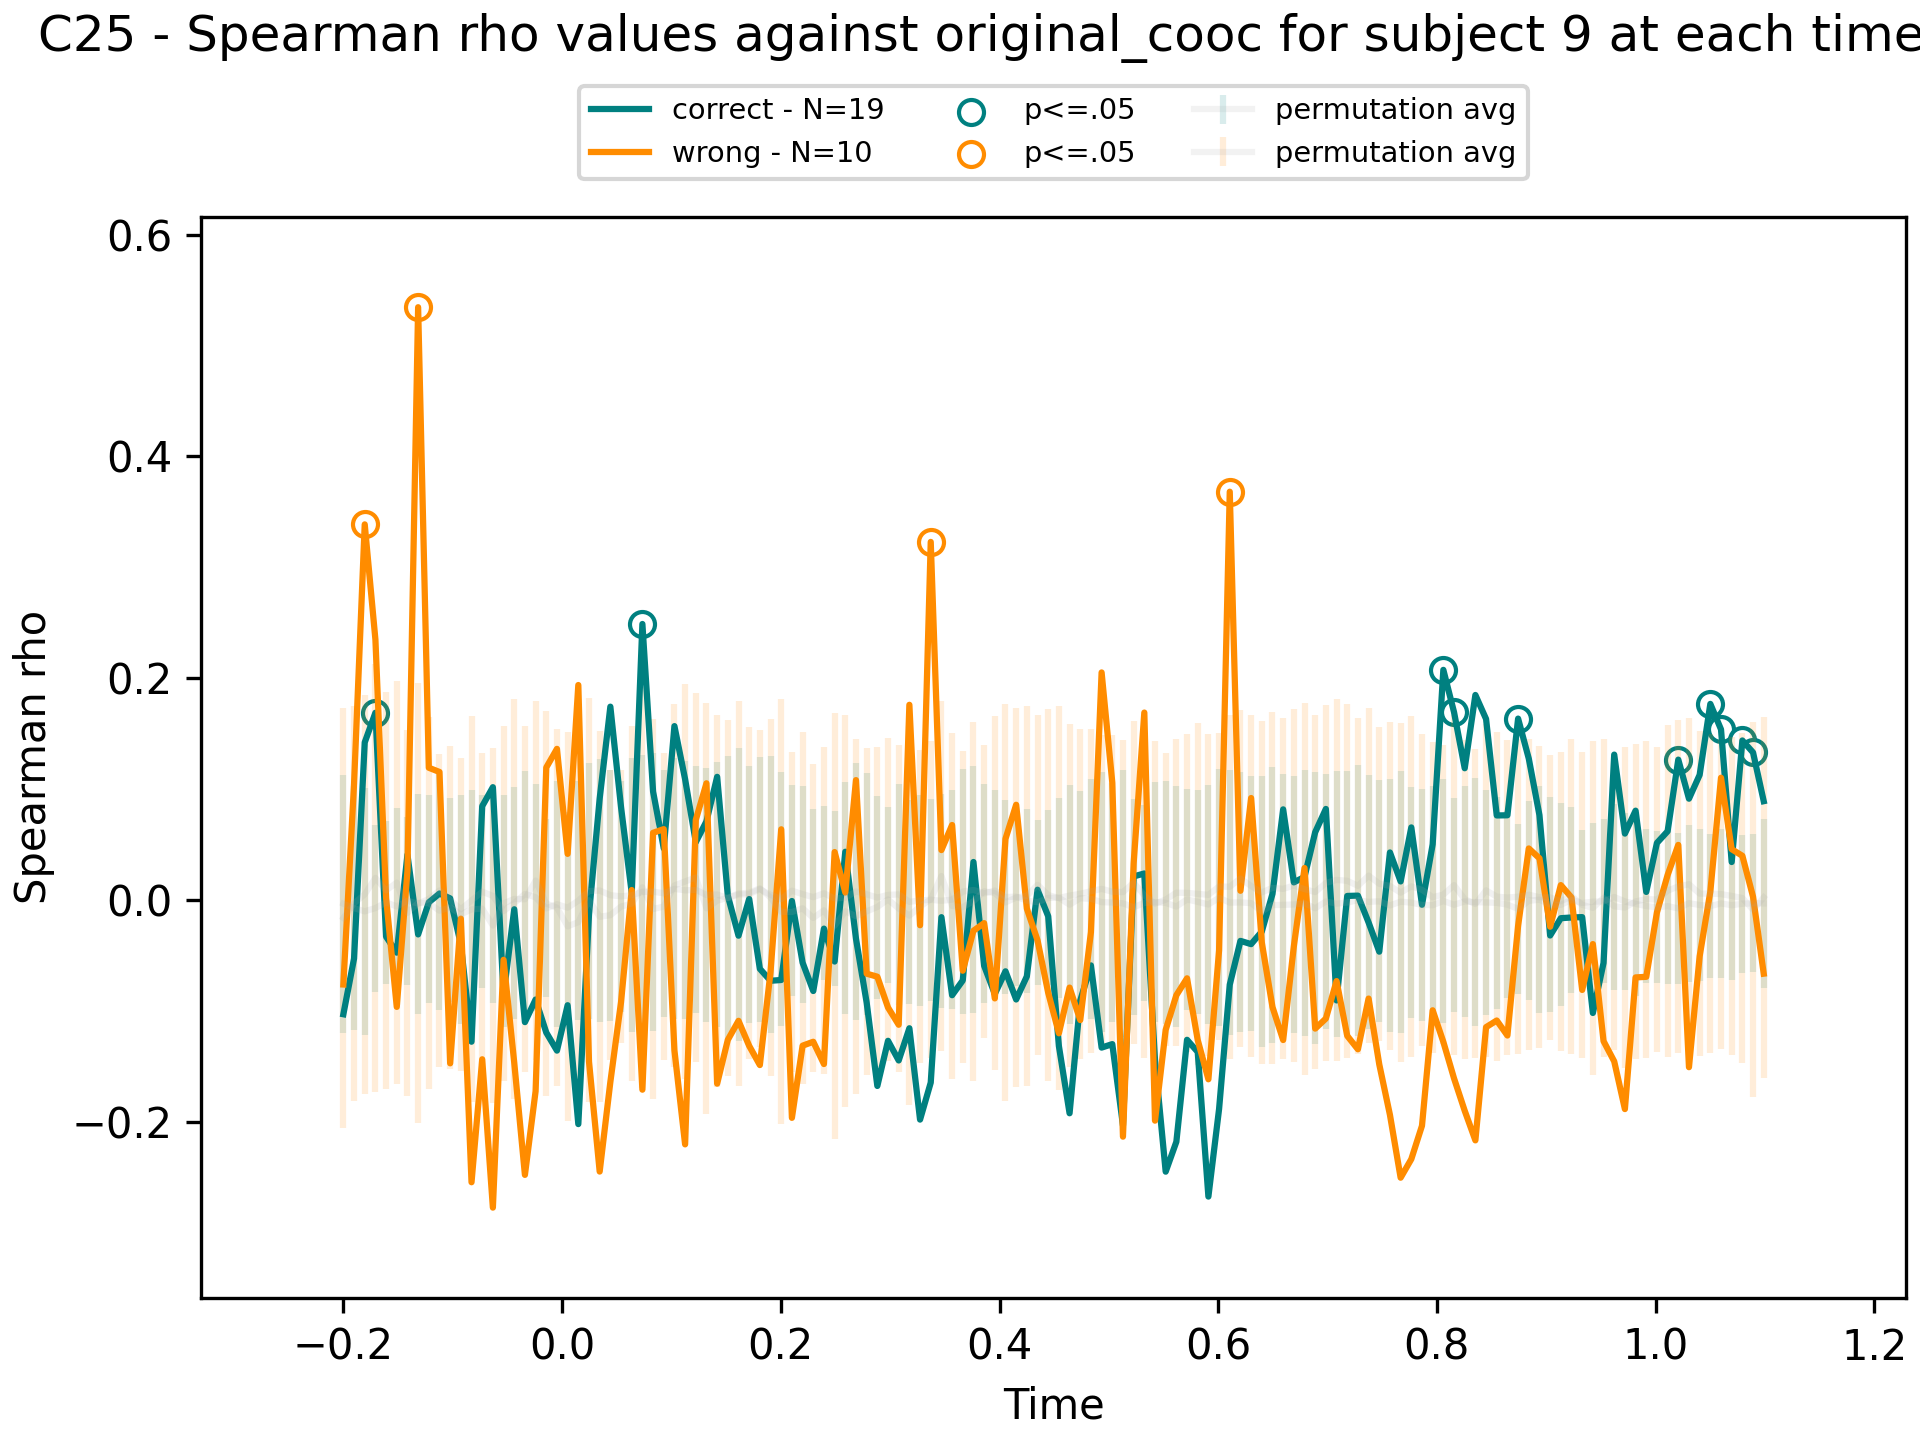 C25 - Spearman rho values against original_cooc for subject 9 at each time
correct - N=19
wrong - N=10
p<=.05
p<=.05
permutation avg
permutation avg
0.6
0.4
0.2
0.0
−0.2
Spearman rho
−0.2 0.0 0.2 0.4 0.6 0.8 1.0 1.2
Time